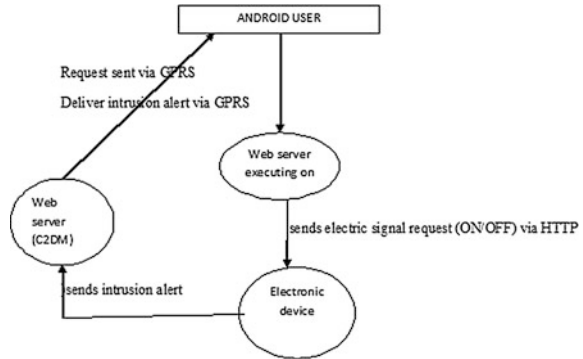 ANDROID USER
Request sent via GPRS
Deliver intrusion alert via GPRS
Web server
executing on
Web
server
(C2DM)
sends electric signal request (ON/OFF) via HTTP
sends intrusion alert
Electronic
device